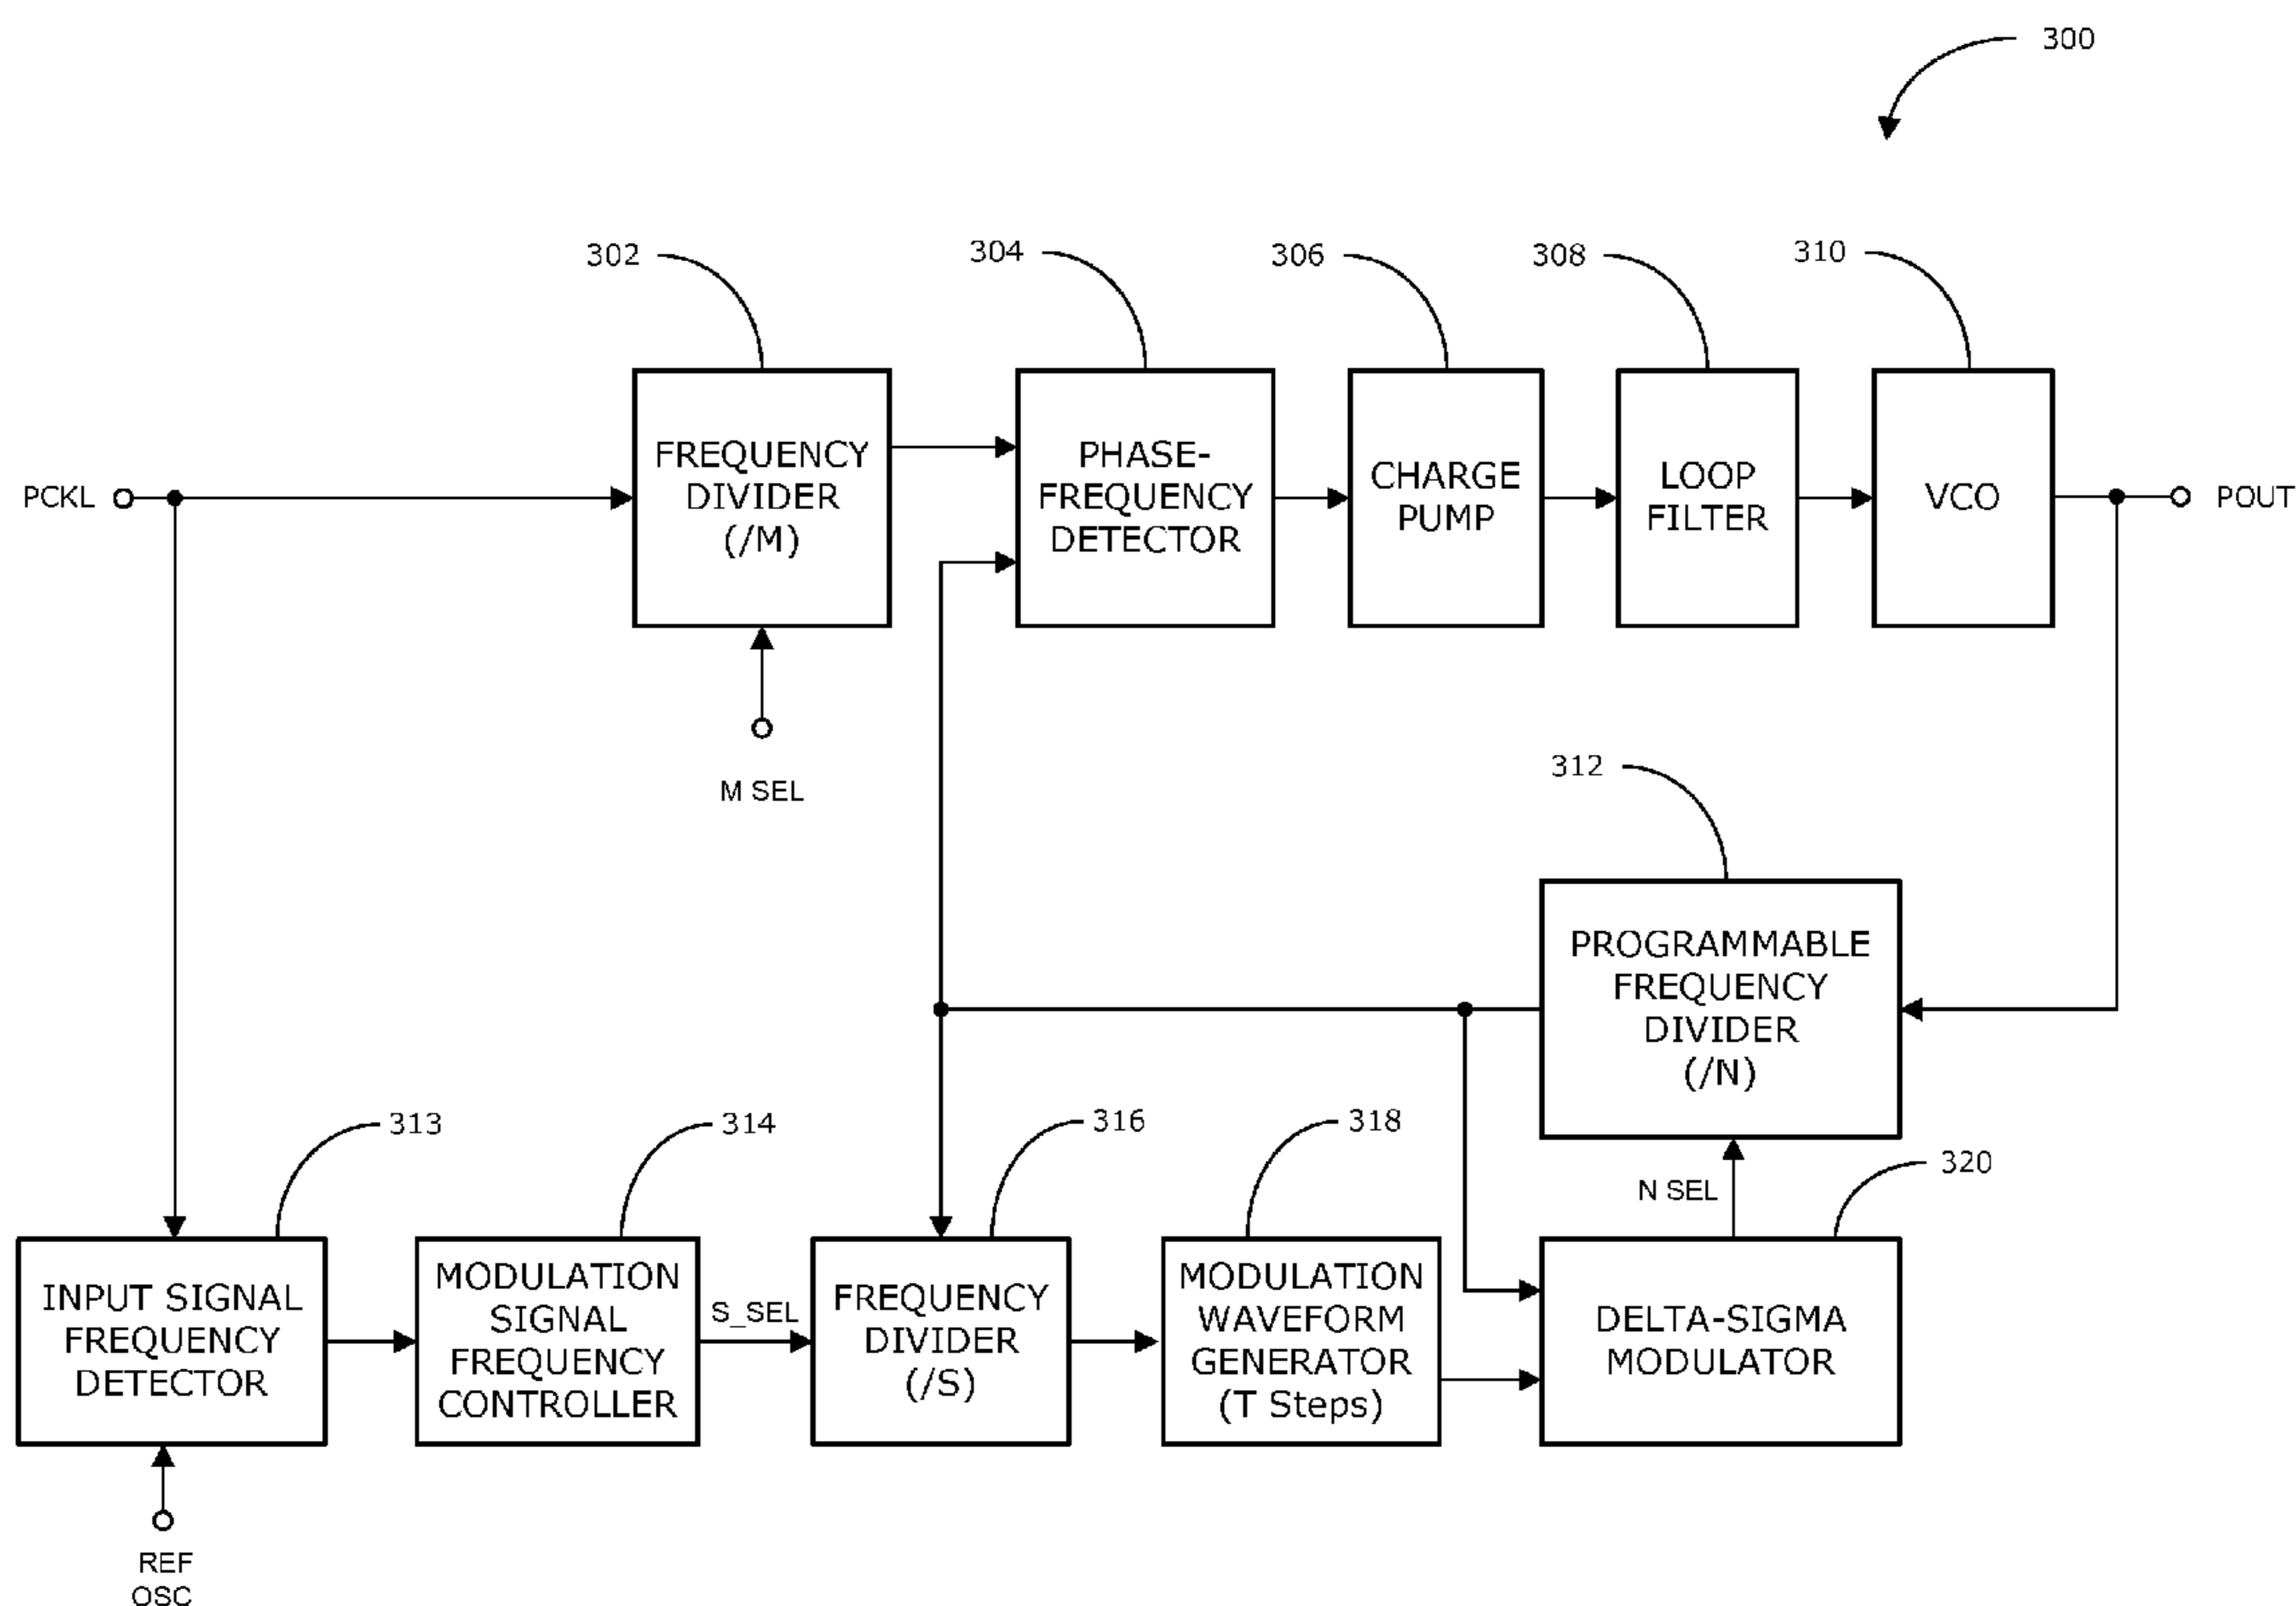 300
302
304
306
308
310
FREQUENCY
DIVIDER
(/M)
PHASE-
FREQUENCY
DETECTOR
CHARGE
PUMP
LOOP
FILTER
VCO
PCKL
POUT
M SEL
312
PROGRAMMABLE
FREQUENCY
DIVIDER
(/N)
313
314
316
318
320
N SEL
INPUT SIGNAL
FREQUENCY
DETECTOR
MODULATION
SIGNAL
FREQUENCY
CONTROLLER
S_SEL
FREQUENCY
DIVIDER
(/S)
MODULATION
WAVEFORM
GENERATOR
(T Steps)
DELTA-SIGMA
MODULATOR
REF
OSC